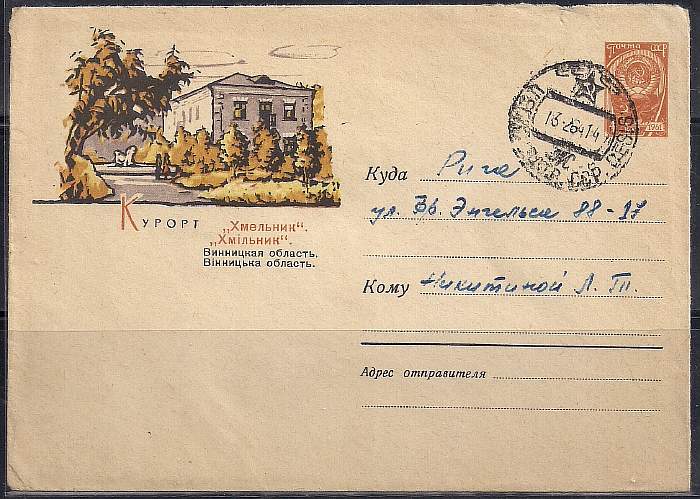 ПОЧТА СССР
Курорт
„Хмельник“.
„Хмільник“.
Винницкая область.
Вінницька область.
Куда Рига
ул. Фр. Энгельса 88-17
Кому Никитиной Л. П.
Адрес отправителя